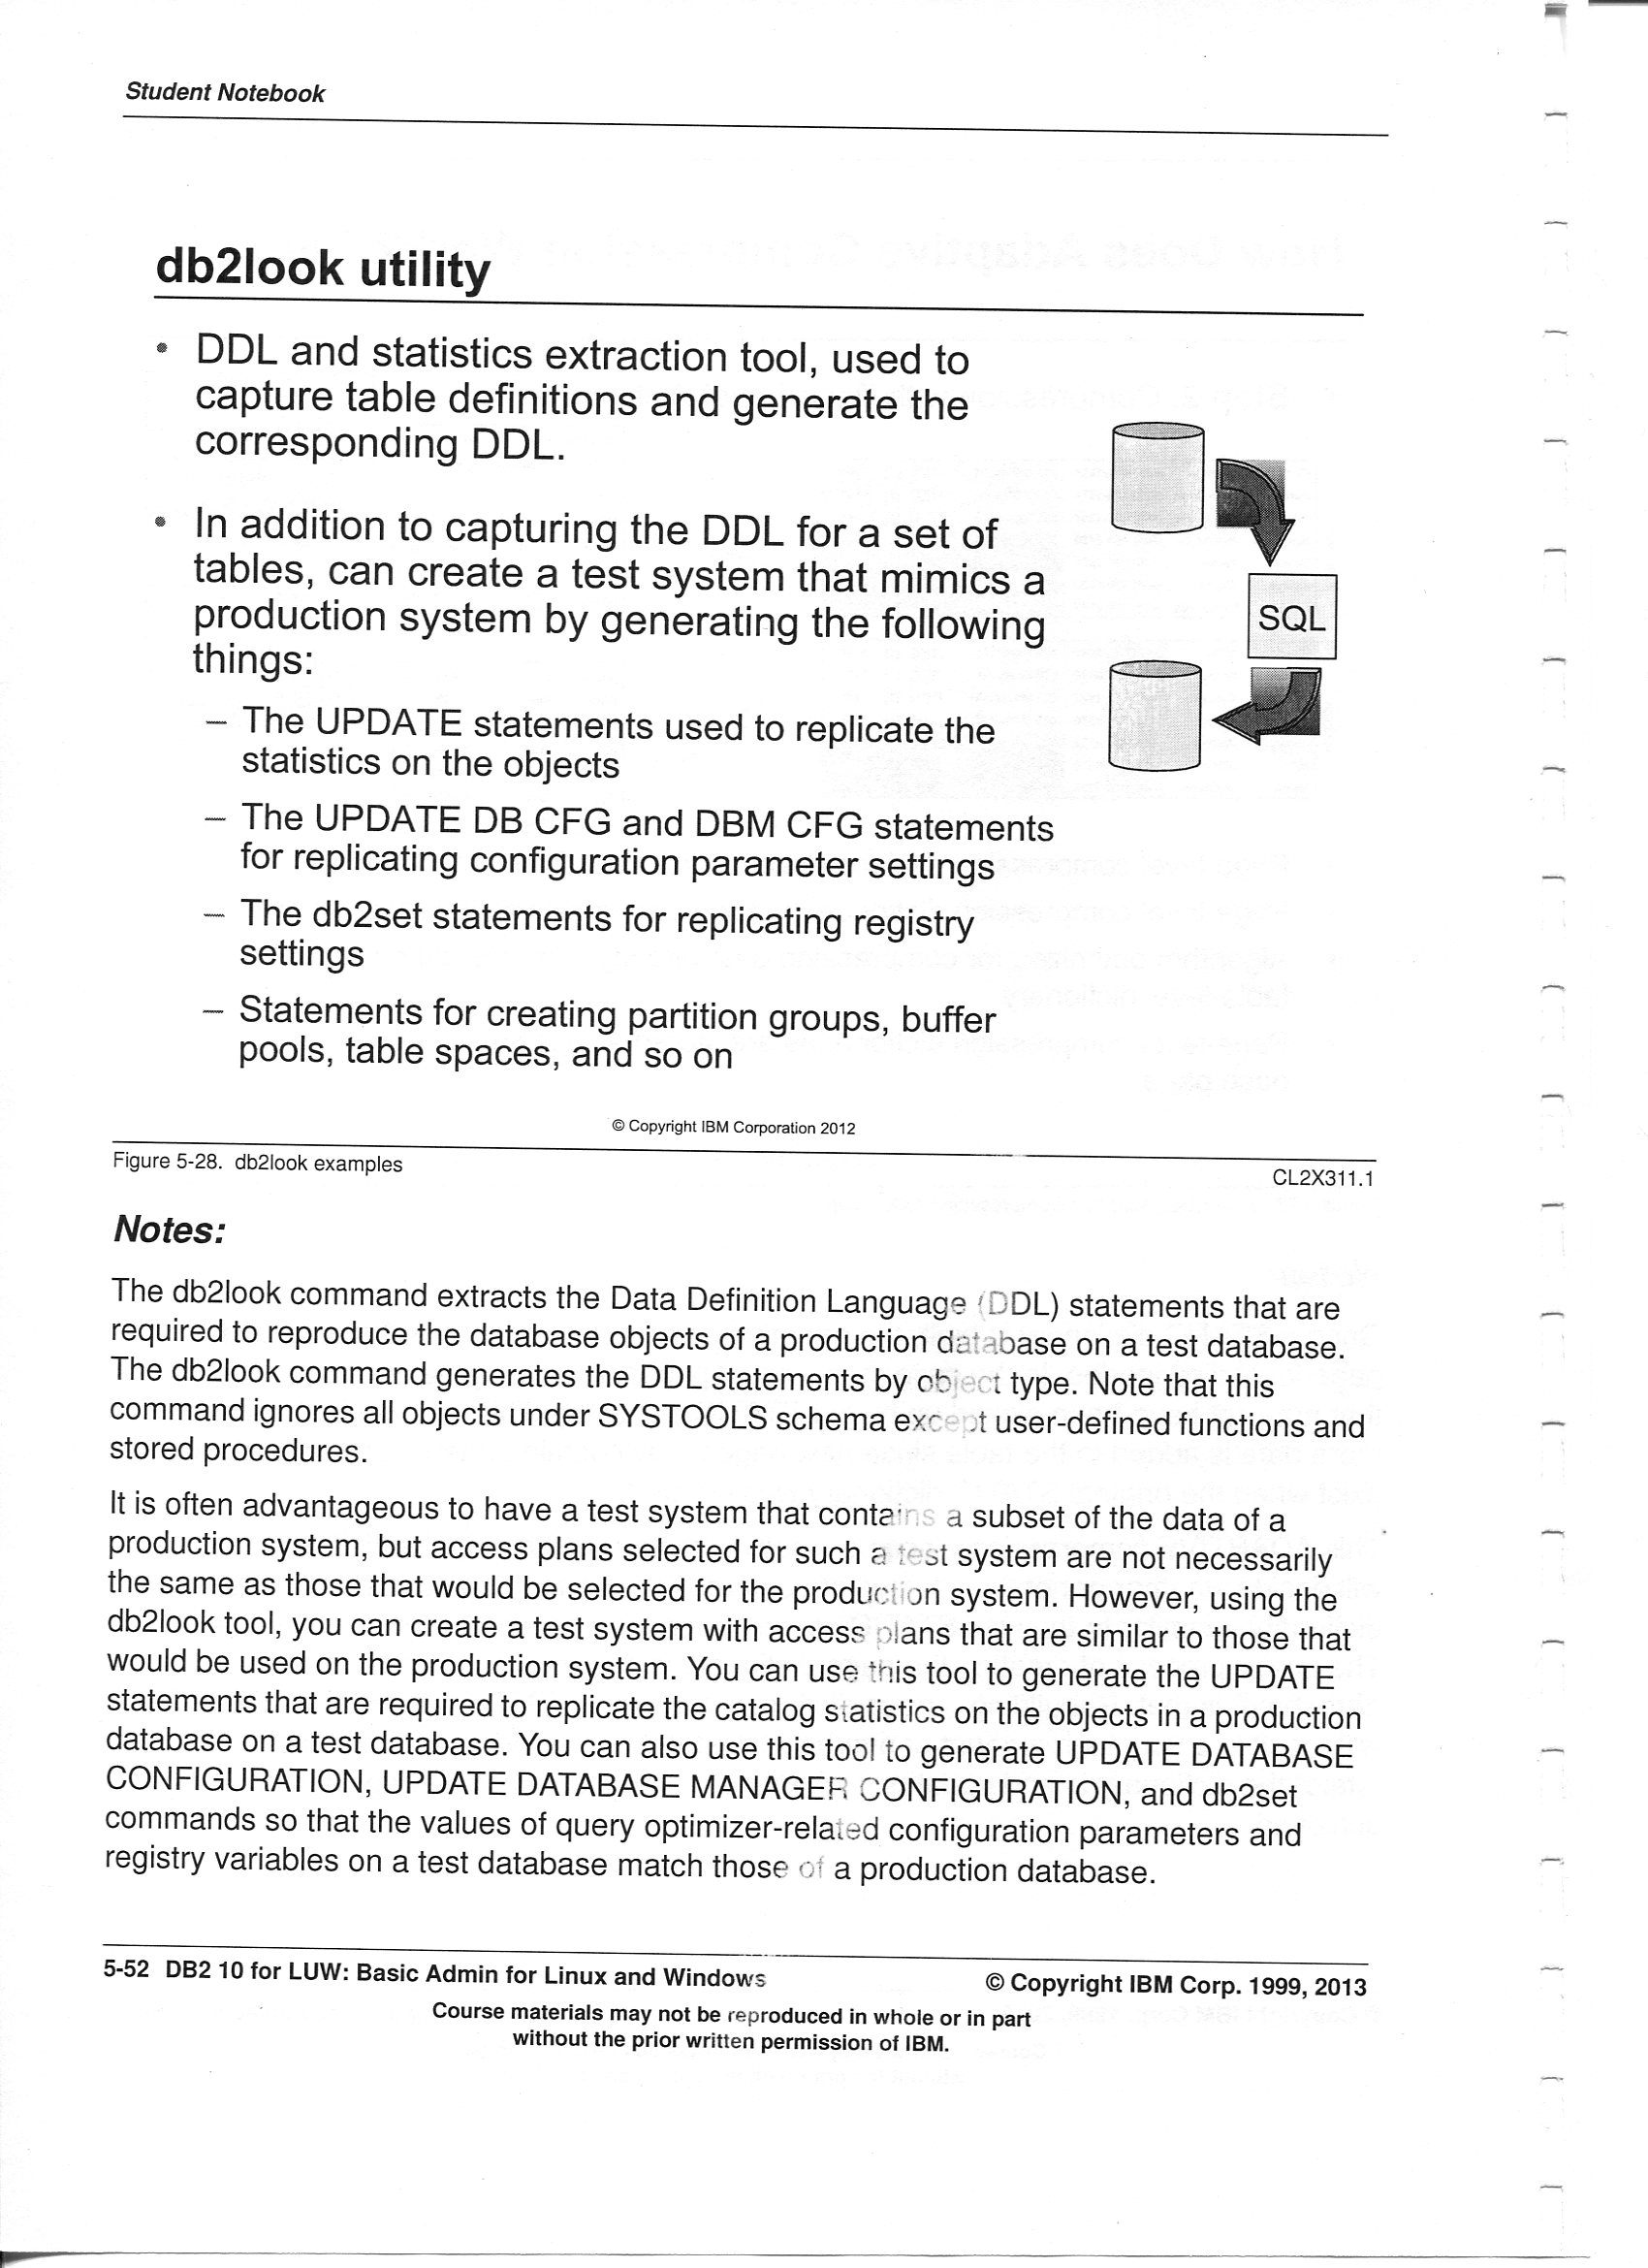 Student Notebook
db2look utility
• DDL and statistics extraction tool, used to
capture table definitions and generate the
corresponding DDL.
• In addition to capturing the DDL for a set of
tables, can create a test system that mimics a
production system by generating the following
things:
– The UPDATE statements used to replicate the
statistics on the objects
– The UPDATE DB CFG and DBM CFG statements
for replicating configuration parameter settings
– The db2set statements for replicating registry
settings
– Statements for creating partition groups, buffer
pools, table spaces, and so on
SQL
© Copyright IBM Corporation 2012
Figure 5-28. db2look examples
CL2X311.1
Notes:
The db2look command extracts the Data Definition Language (DDL) statements that are
required to reproduce the database objects of a production database on a test database.
The db2look command generates the DDL statements by object type. Note that this
command ignores all objects under SYSTOOLS schema except user-defined functions and
stored procedures.
It is often advantageous to have a test system that contains a subset of the data of a
production system, but access plans selected for such a test system are not necessarily
the same as those that would be selected for the production system. However, using the
db2look tool, you can create a test system with access plans that are similar to those that
would be used on the production system. You can use this tool to generate the UPDATE
statements that are required to replicate the catalog statistics on the objects in a production
database on a test database. You can also use this tool to generate UPDATE DATABASE
CONFIGURATION, UPDATE DATABASE MANAGER CONFIGURATION, and db2set
commands so that the values of query optimizer-related configuration parameters and
registry variables on a test database match those of a production database.
5-52 DB2 10 for LUW: Basic Admin for Linux and Windows
© Copyright IBM Corp. 1999, 2013
Course materials may not be reproduced in whole or in part
without the prior written permission of IBM.